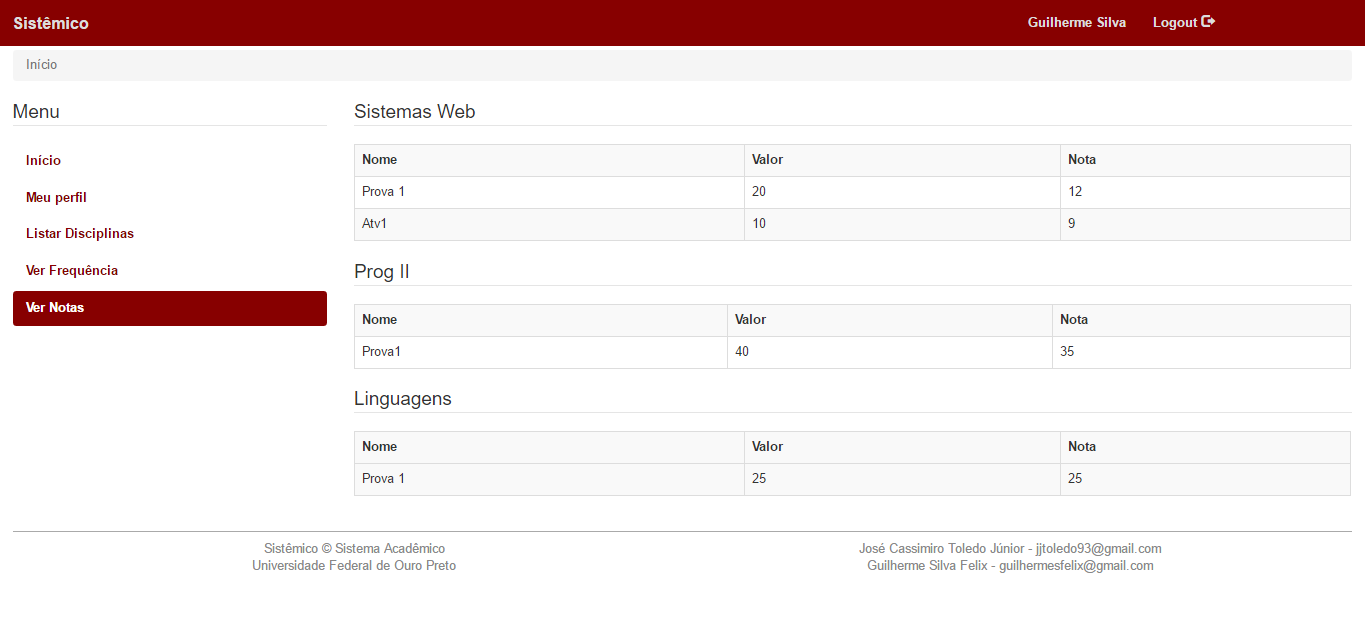 Sistêmico
Guilherme Silva Logout
Início
Menu
Início
Meu perfil
Listar Disciplinas
Ver Frequência
Ver Notas
Sistemas Web
Nome Valor Nota
Prova 1 20 12
Atv1 10 9
Prog II
Nome Valor Nota
Prova1 40 35
Linguagens
Nome Valor Nota
Prova 1 25 25
Sistêmico © Sistema Acadêmico
Universidade Federal de Ouro Preto
José Cassimiro Toledo Júnior - jjtoledo93@gmail.com
Guilherme Silva Felix - guilhermesfelix@gmail.com